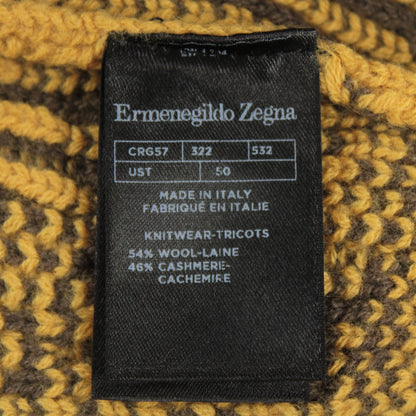 Ermenegildo Zegna
CRG57 322 532
UST 50
MADE IN ITALY
FABRIQUÉ EN ITALIE
KNITWEAR-TRICOTS
54% WOOL-LAINE
46% CASHMERE-
CACHEMIRE